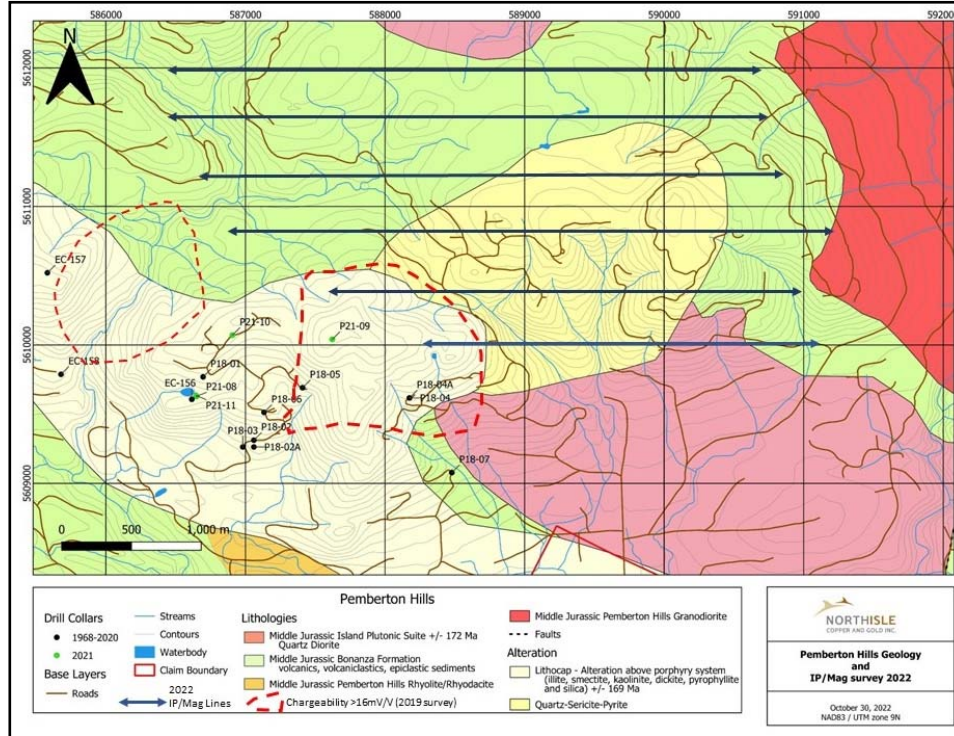 586000
587000
588000
589000
590000
591000
592000
N
5612000
5611000
5610000
5609000
EC-157
P21-10
P21-09
EC-158
P18-01
EC-156
P21-08
P18-05
P21-11
P18-06
P18-04A
P18-04
P18-03
P18-02
P18-02A
P18-07
0 500 1,000 m
Pemberton Hills
Drill Collars
1968-2020
2021
Base Layers
Roads
Streams
Contours
Waterbody
Claim Boundary
2022
IP/Mag Lines
Lithologies
Middle Jurassic Island Plutonic Suite +/- 172 Ma
Quartz Diorite
Middle Jurassic Bonanza Formation
volcanics, volcanoclastics, epiclastic sediments
Middle Jurassic Pemberton Hills Rhyolite/Rhyodacite
Chargeability >16mV/V (2019 survey)
Middle Jurassic Pemberton Hills Granodiorite
Faults
Alteration
Lithocap - Alteration above porphyry system
(illite, smectite, kaolinite, dickite, pyrophyllite
and silica) +/- 169 Ma
Quartz-Sericite-Pyrite
NORTHISLE
COPPER AND GOLD INC.
Pemberton Hills Geology
and
IP/Mag survey 2022
October 30, 2022
NAD83 / UTM zone 9N